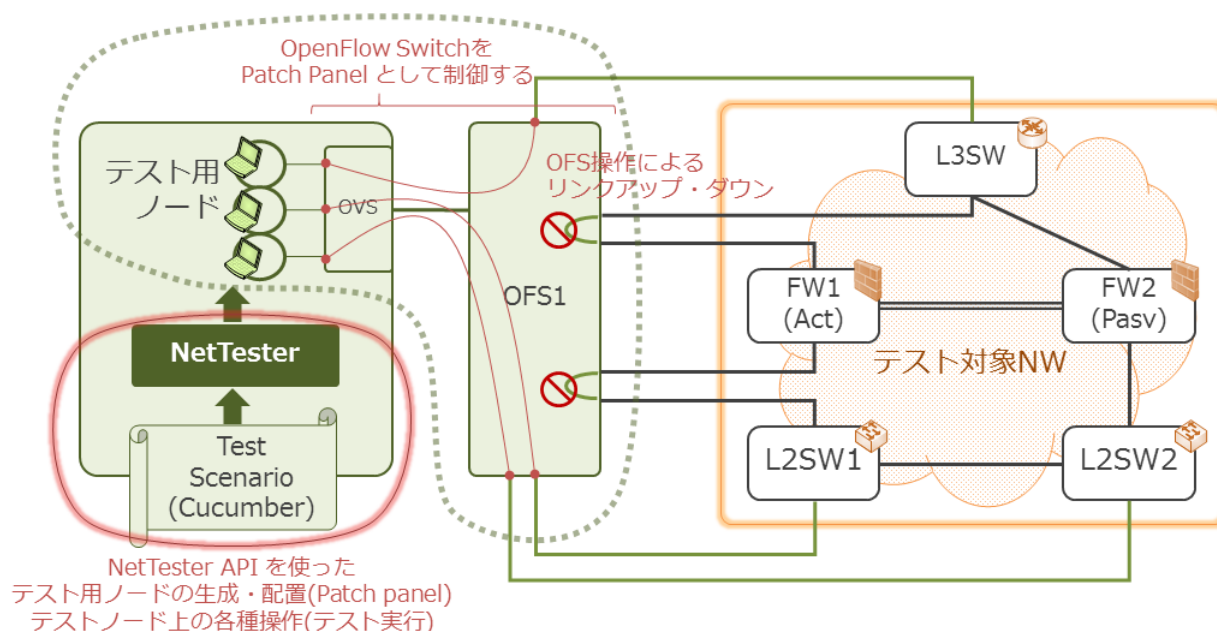 OpenFlow Switchを
Patch Panel として制御する
テスト用
ノード
OVS
OFS操作による
リンクアップ・ダウン
L3SW
OFS1
FW1
(Act)
FW2
(Pasv)
テスト対象NW
NetTester
Test
Scenario
(Cucumber)
L2SW1
L2SW2
NetTester API を使った
テスト用ノードの生成・配置(Patch panel)
テストノード上の各種操作(テスト実行)